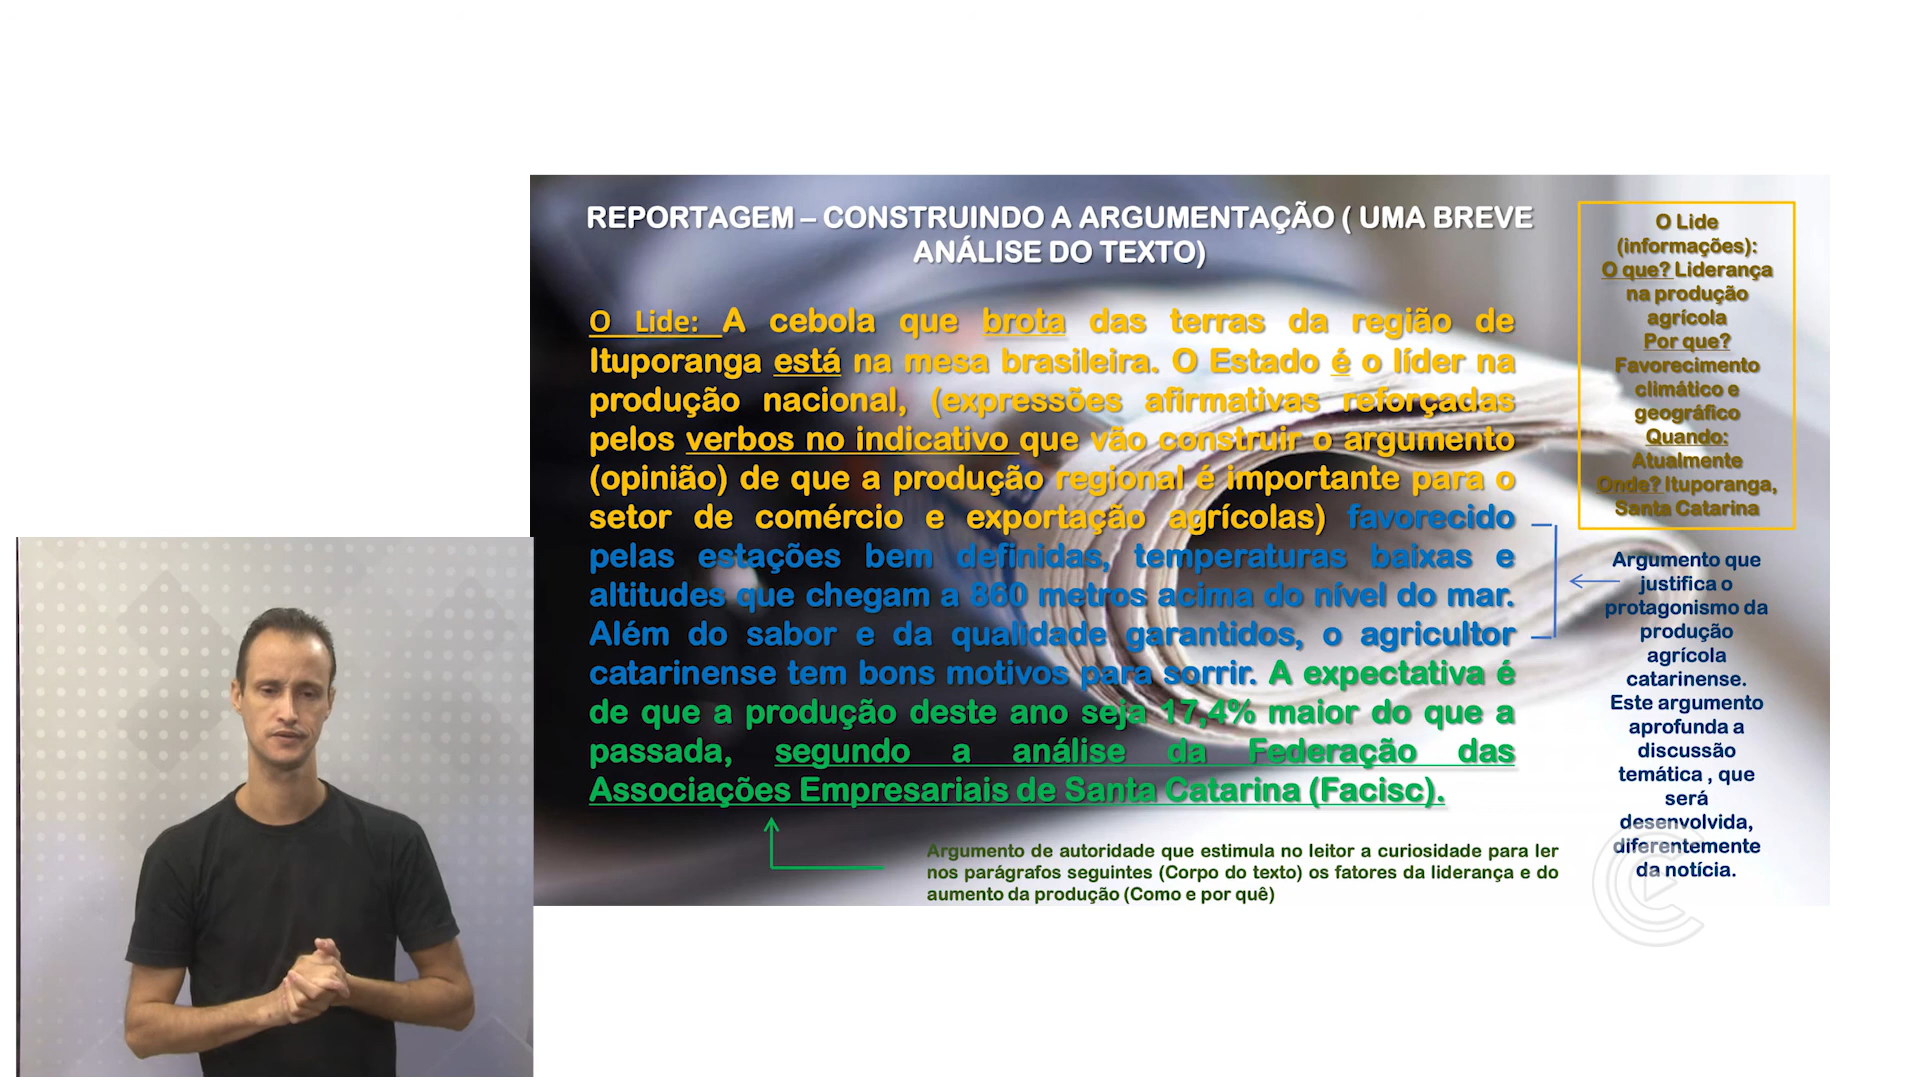 REPORTAGEM – CONSTRUINDO A ARGUMENTAÇÃO ( UMA BREVE
ANÁLISE DO TEXTO)
O Lide: A cebola que brota das terras da região de
Ituporanga está na mesa brasileira. O Estado é o líder na
produção nacional, (expressões afirmativas reforçadas
pelos verbos no indicativo que vão construir o argumento
(opinião) de que a produção regional é importante para o
setor de comércio e exportação agrícolas) favorecido
pelas estações bem definidas, temperaturas baixas e
altitudes que chegam a 860 metros acima do nível do mar.
Além do sabor e da qualidade garantidos, o agricultor
catarinense tem bons motivos para sorrir. A expectativa é
de que a produção deste ano seja 17,4% maior do que a
passada, segundo a análise da Federação das
Associações Empresariais de Santa Catarina (Facisc).
Argumento de autoridade que estimula no leitor a curiosidade para ler
nos parágrafos seguintes (Corpo do texto) os fatores da liderança e do
aumento da produção (Como e por quê)
O Lide
(informações):
O que? Liderança
na produção
agrícola
Por que?
Favorecimento
climático e
geográfico
Quando:
Atualmente
Onde? Ituporanga,
Santa Catarina
Argumento que
justifica o
protagonismo da
produção
agrícola
catarinense.
Este argumento
aprofunda a
discussão
temática , que
será
desenvolvida,
diferentemente
da notícia.